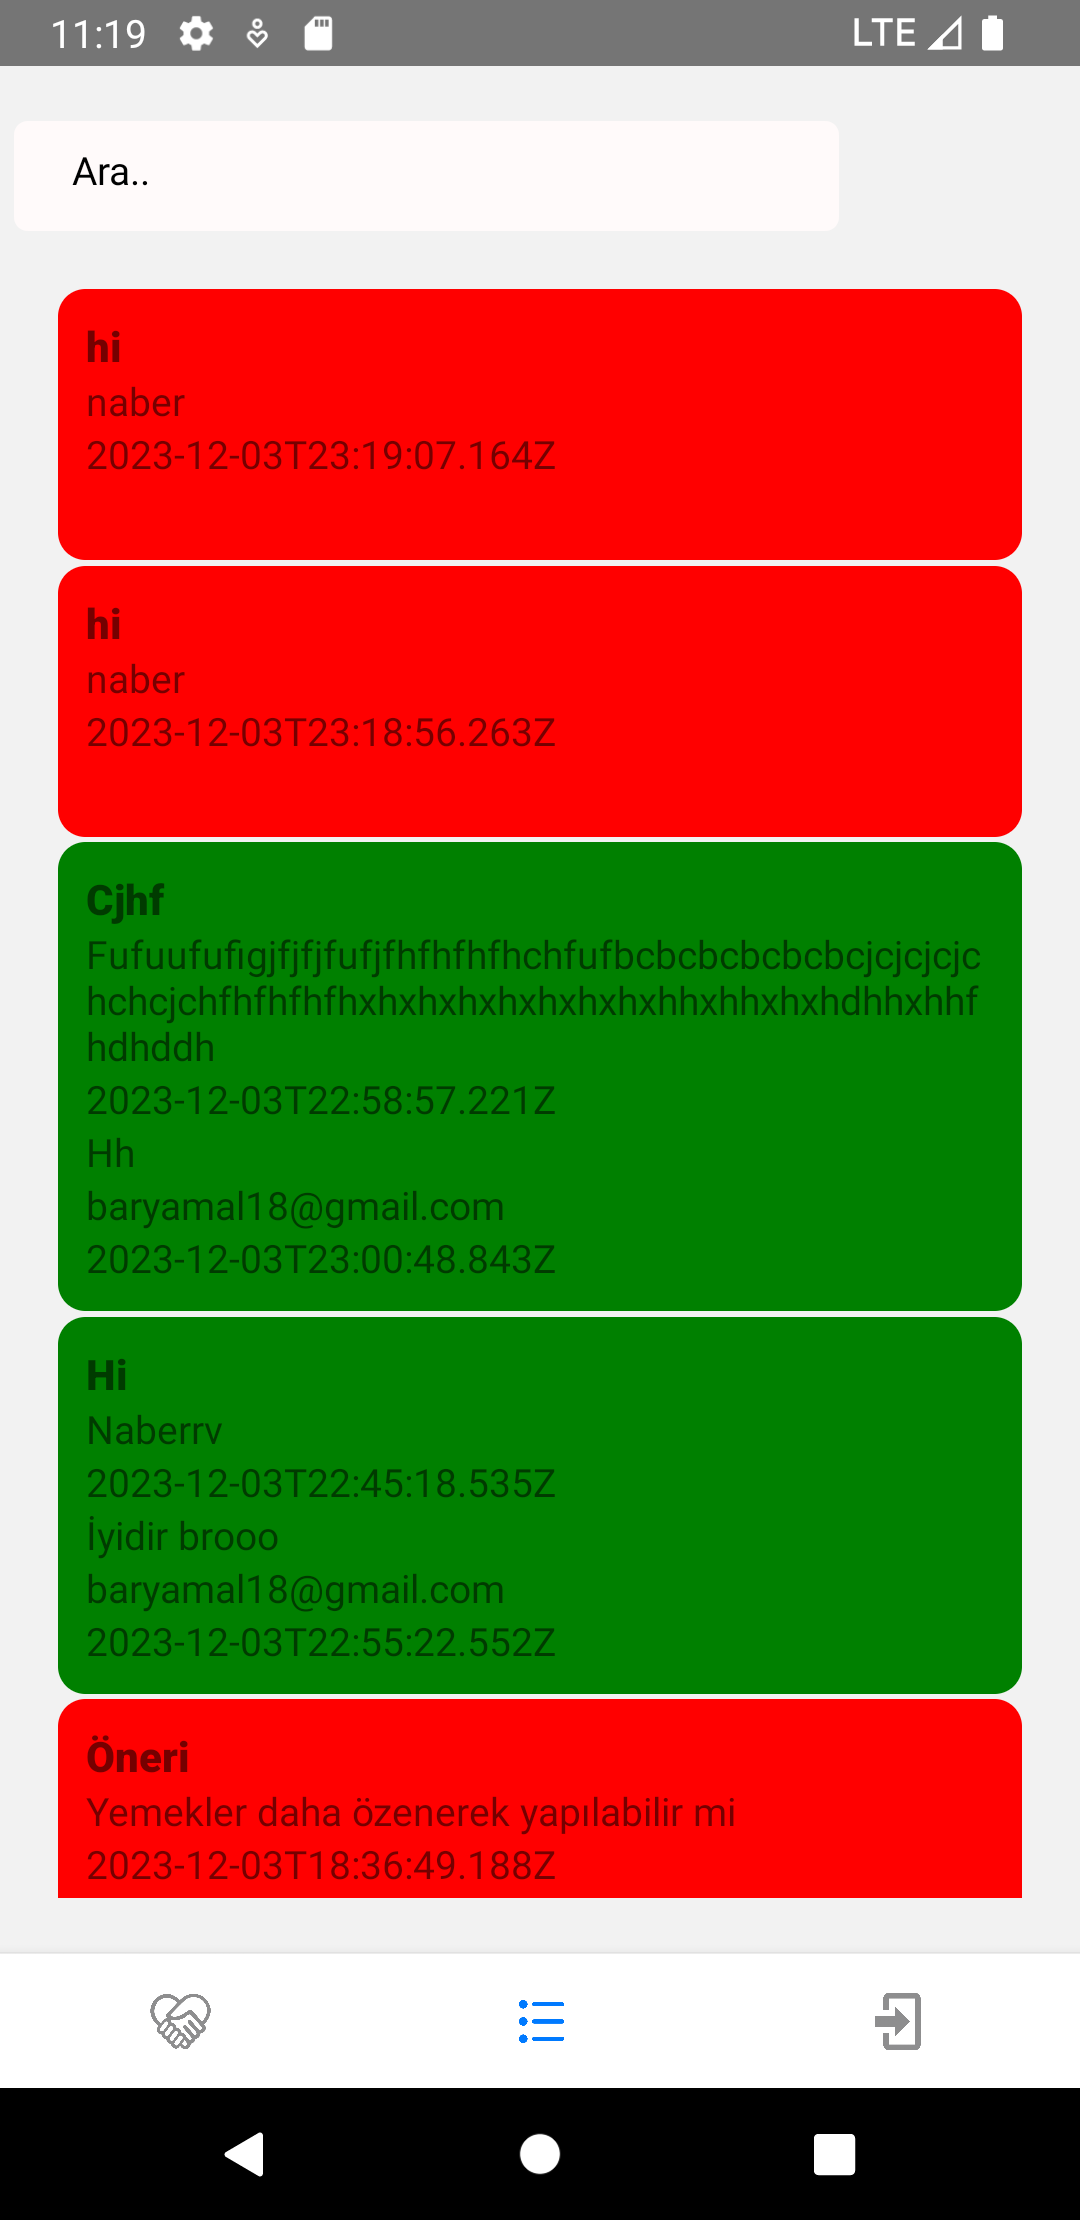 11:19 LTE
Ara..
hi
naber
2023-12-03T23:19:07.164Z
hi
naber
2023-12-03T23:18:56.263Z
Cjhf
Fufuufufigjfjfjfufjfhfhfhfhchfufbcbcbcbcbcbcjcjcjcjc
hchcjchfhfhfhfhxhxhxhxhxhxhxhxhhxhhxhxhdhhxhhf
hdhddh
2023-12-03T22:58:57.221Z
Hh
baryamal18@gmail.com
2023-12-03T23:00:48.843Z
Hi
Naberrv
2023-12-03T22:45:18.535Z
İyidir brooo
baryamal18@gmail.com
2023-12-03T22:55:22.552Z
Öneri
Yemekler daha özenerek yapılabilir mi
2023-12-03T18:36:49.188Z